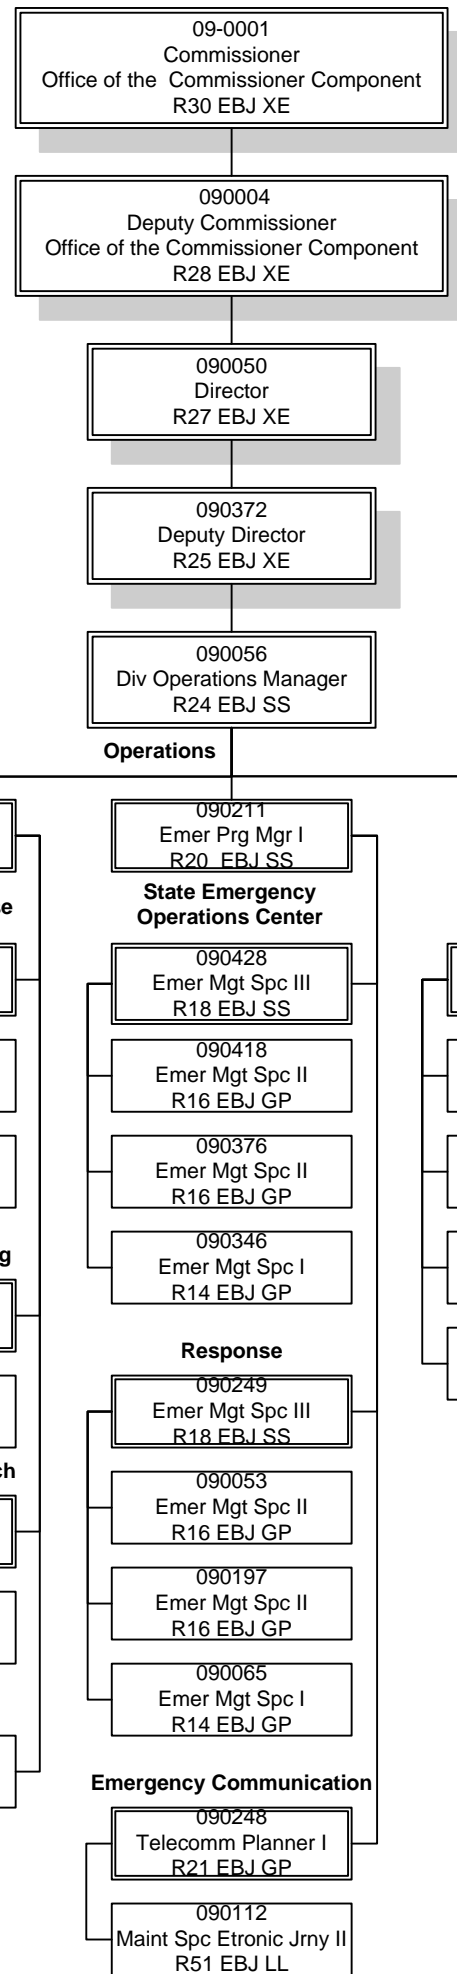 09-0001
Commissioner
Office of the Commissioner Component
R30 EBJ XE
090004
Deputy Commissioner
Office of the Commissioner Component
R28 EBJ XE
090050
Director
R27 EBJ XE
090372
Deputy Director
R25 EBJ XE
090056
Div Operations Manager
R24 EBJ SS
Operations
090211
Emer Prg Mgr I
R20 EBJ SS
State Emergency
Operations Center
se
090428
Emer Mgt Spc III
R18 EBJ SS
090418
Emer Mgt Spc II
R16 EBJ GP
090376
Emer Mgt Spc II
R16 EBJ GP
090346
Emer Mgt Spc I
R14 EBJ GP
g
Response
090249
Emer Mgt Spc III
R18 EBJ SS
ch
090053
Emer Mgt Spc II
R16 EBJ GP
090197
Emer Mgt Spc II
R16 EBJ GP
090065
Emer Mgt Spc I
R14 EBJ GP
Emergency Communication
090248
Telecomm Planner I
R21 EBJ GP
090112
Maint Spc Etronic Jrny II
R51 EBJ LL